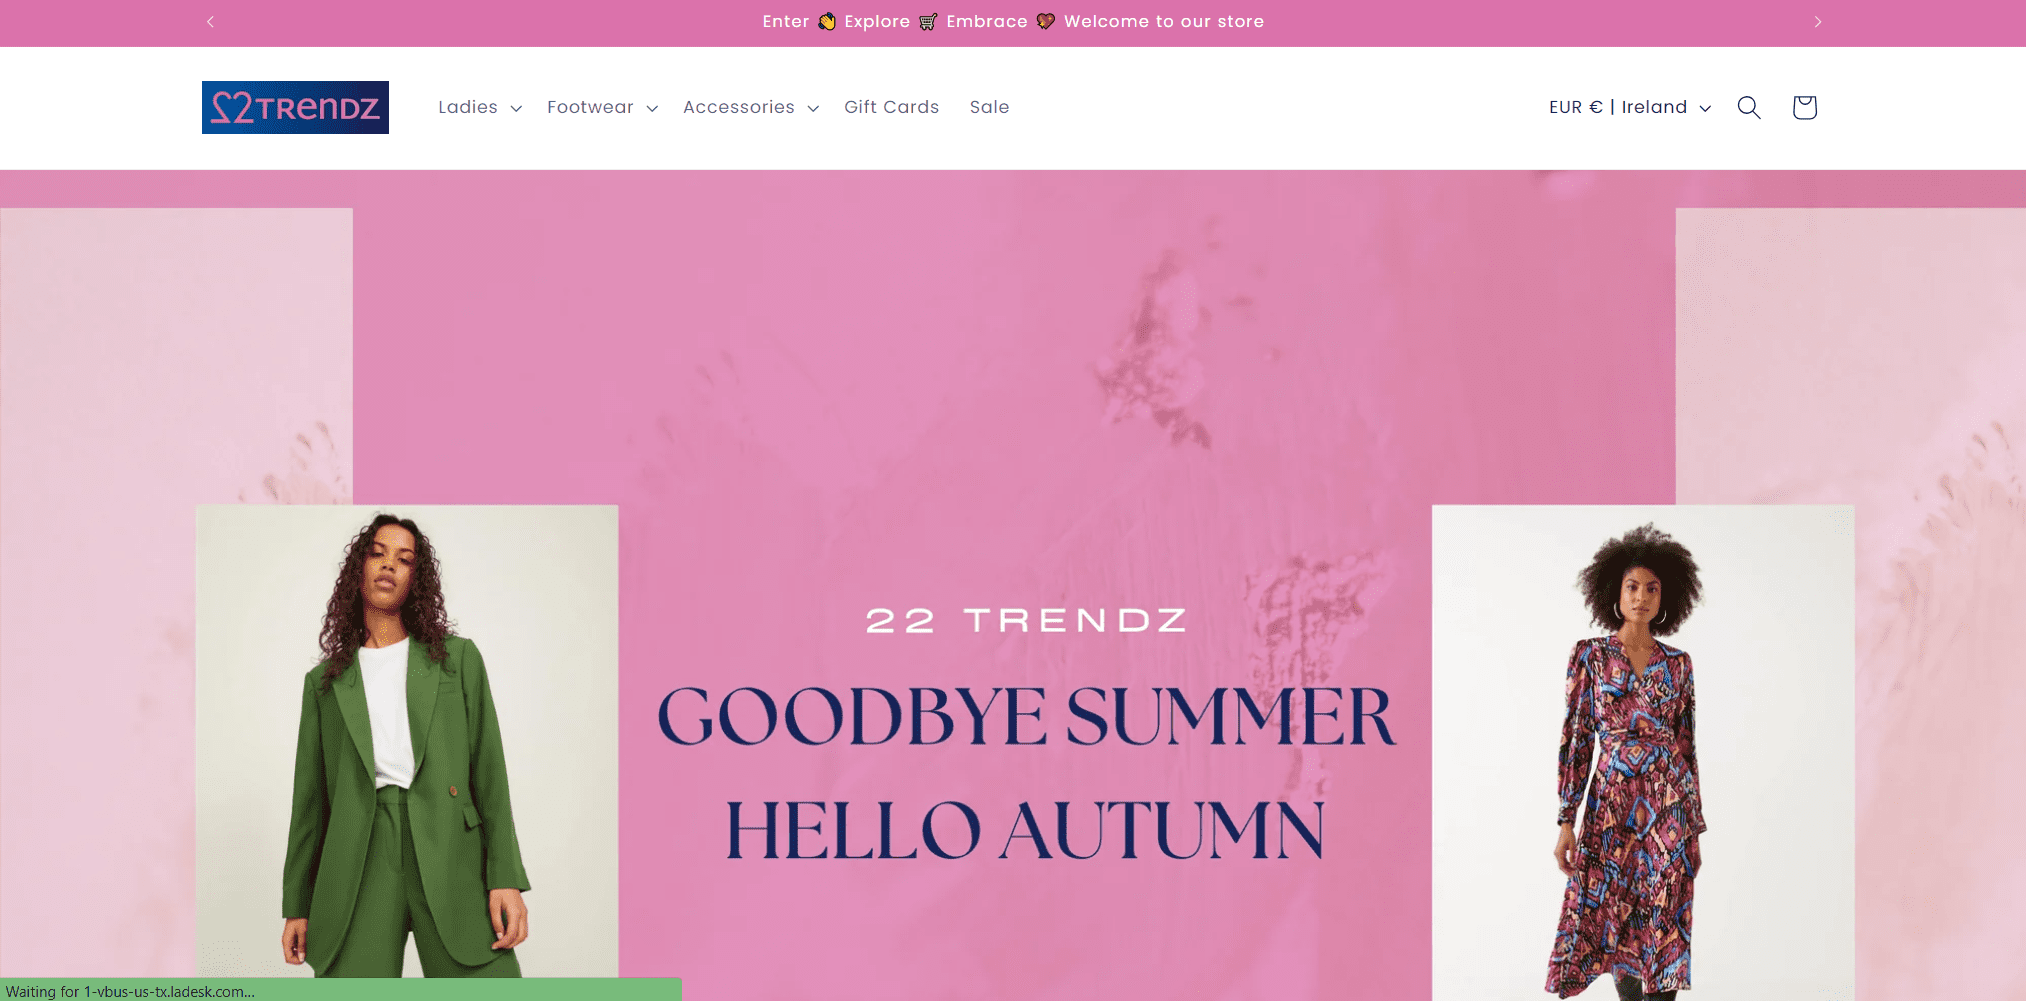 Enter 👋 Explore 🛒 Embrace 💖 Welcome to our store
22TRENDZ
Ladies
Footwear
Accessories
Gift Cards
Sale
EUR € | Ireland
22 TRENDZ
GOODBYE SUMMER
HELLO AUTUMN
Waiting for 1-vbus-us-tx.ladesk.com...